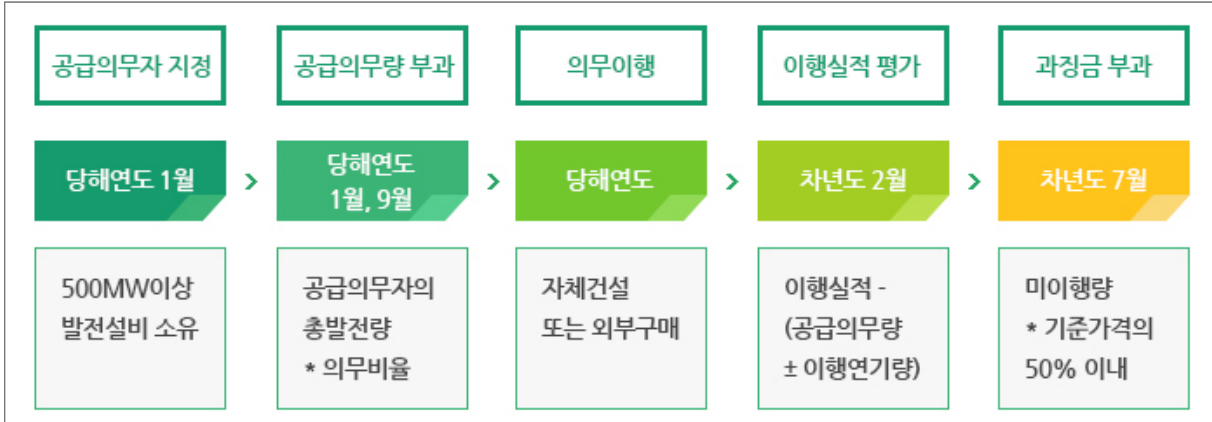 공급의무자 지정
공급의무량 부과
의무이행
이행실적 평가
과징금 부과
당해연도 1월
>
당해연도
1월, 9월
>
당해연도
>
차년도 2월
>
차년도 7월
500MW이상
발전설비 소유
공급의무자의
총발전량
* 의무비율
자체건설
또는 외부구매
이행실적 -
(공급의무량
± 이행연기량)
미이행량
* 기준가격의
50% 이내